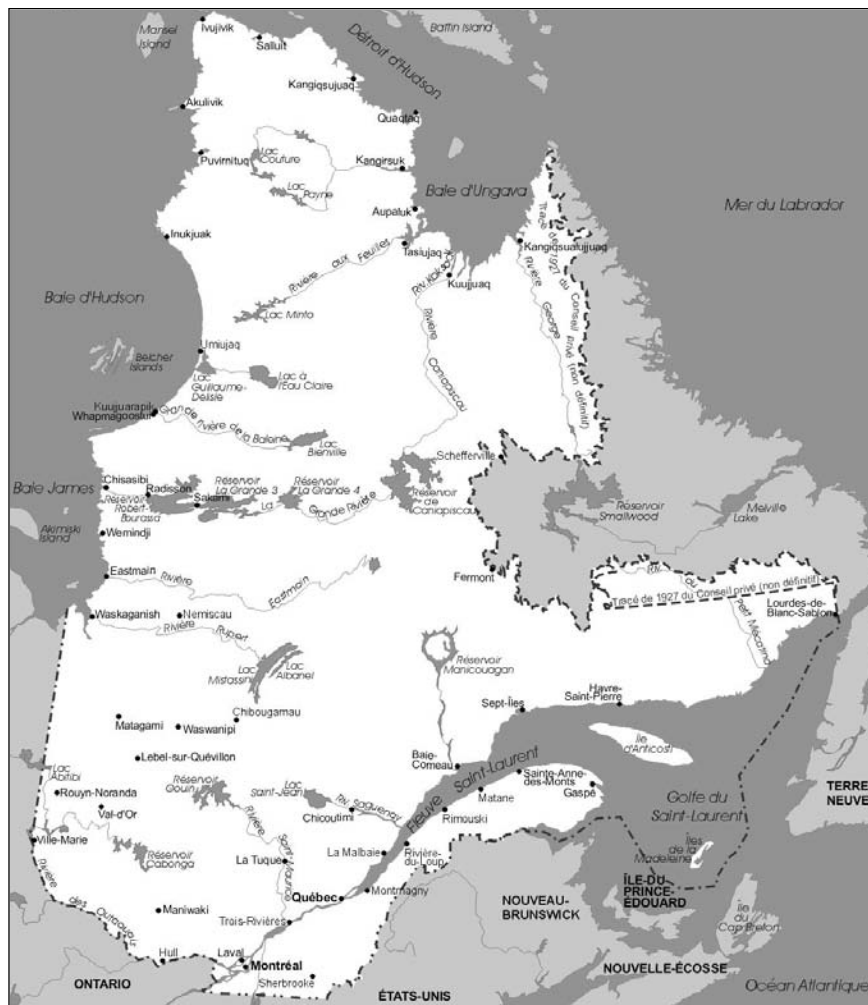 Mansel
Island
Ivujivik
Salluit
Baffin Island
Détroit d'Hudson
Kangiqsujuaq
Akulivik
Quaqtaq
Puvirnituq
Lac
Couture
Kangirsuk
Lac
Payne
Baie d'Ungava
Mer du Labrador
Aupaluk
Inukjuak
Tasiujaq
Kangiqsualujjuaq
Rivière aux Feuilles
Riv. Koksoak
Kuujjuaq
Tracé de 1927 du Conseil privé (non définitif)
Rivière George
Baie d'Hudson
Lac Minto
Rivière Caniapiscau
Belcher
Islands
Umiujaq
Lac
Guillaume-
Delisle
Lac à
l'Eau Claire
Kuujjuarapik
Whapmagoostui
Grande rivière de la Baleine
Lac
Bienville
Schefferville
Baie James
Chisasibi
Radisson
Réservoir
La Grande 3
Réservoir
La Grande 4
Réservoir
Robert-
Bourassa
Sakami
La Grande Rivière
Réservoir
de
Caniapiscau
Réservoir
Smallwood
Melville
Lake
Akimiski
Island
Wemindji
Eastmain
Rivière Eastmain
Fermont
Riv. du Petit Mécatina
Tracé de 1927 du Conseil privé (non définitif)
Lourdes-de-
Blanc-Sablon
Waskaganish
Nemiscau
Rivière Rupert
Lac
Mistassini
Lac
Albanel
Réservoir
Manicouagan
Matagami
Waswanipi
Chibougamau
Sept-Îles
Havre-
Saint-Pierre
Lebel-sur-Quévillon
Île
d'Anticosti
Baie-
Comeau
Lac
Abitibi
Rouyn-Noranda
Val-d'Or
Réservoir
Gouin
Lac
Saint-Jean
Riv. Saguenay
Chicoutimi
Fleuve Saint-Laurent
Sainte-Anne-
des-Monts
Matane
Gaspé
Rimouski
Golfe du
Saint-Laurent
TERRE
NEUVE
Ville-Marie
Réservoir
Cabonga
Rivière Saint-Maurice
La Tuque
La Malbaie
Rivière-
du-Loup
Îles
de la
Madeleine
Rivière des Outaouais
Maniwaki
Québec
Montmagny
Trois-Rivières
NOUVEAU-
BRUNSWICK
ÎLE-DU-
PRINCE-
ÉDOUARD
Île
du
Cap Breton
Hull
Laval
Montréal
Sherbrooke
ONTARIO
ÉTATS-UNIS
NOUVELLE-ÉCOSSE
Océan Atlantique